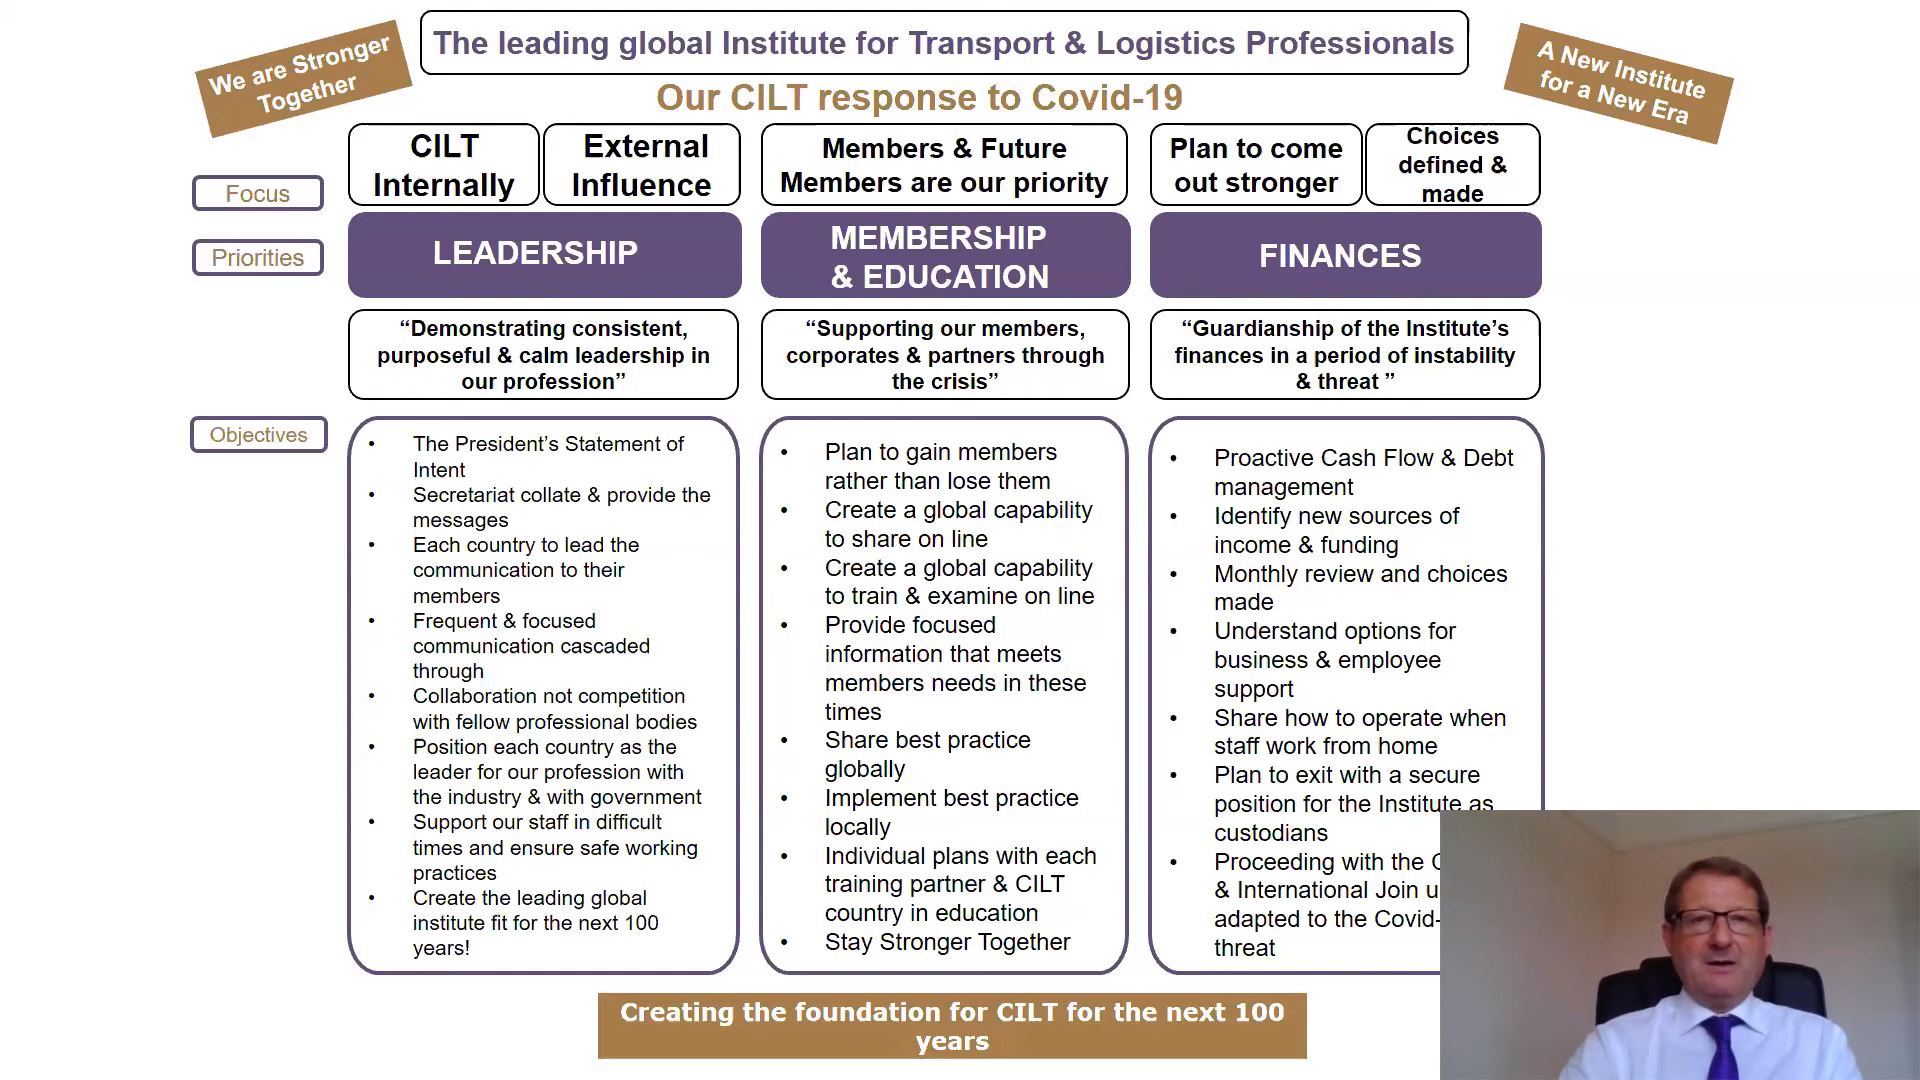 The leading global Institute for Transport & Logistics Professionals
We are Stronger
Together
A New Institute
for a New Era
Our CILT response to Covid-19
Focus
CILT
Internally
External
Influence
Members & Future
Members are our priority
Plan to come
out stronger
Choices
defined &
made
Priorities
LEADERSHIP
MEMBERSHIP
& EDUCATION
FINANCES
“Demonstrating consistent,
purposeful & calm leadership in
our profession”
“Supporting our members,
corporates & partners through
the crisis”
“Guardianship of the Institute’s
finances in a period of instability
& threat ”
Objectives
• The President’s Statement of
Intent
• Secretariat collate & provide the
messages
• Each country to lead the
communication to their
members
• Frequent & focused
communication cascaded
through
• Collaboration not competition
with fellow professional bodies
• Position each country as the
leader for our profession with
the industry & with government
• Support our staff in difficult
times and ensure safe working
practices
• Create the leading global
institute fit for the next 100
years!
• Plan to gain members
rather than lose them
• Create a global capability
to share on line
• Create a global capability
to train & examine on line
• Provide focused
information that meets
members needs in these
times
• Share best practice
globally
• Implement best practice
locally
• Individual plans with each
training partner & CILT
country in education
• Stay Stronger Together
• Proactive Cash Flow & Debt
management
• Identify new sources of
income & funding
• Monthly review and choices
made
• Understand options for
business & employee
support
• Share how to operate when
staff work from home
• Plan to exit with a secure
position for the Institute as
custodians
• Proceeding with the
& International Join
adapted to the Covid-
threat
Creating the foundation for CILT for the next 100
years